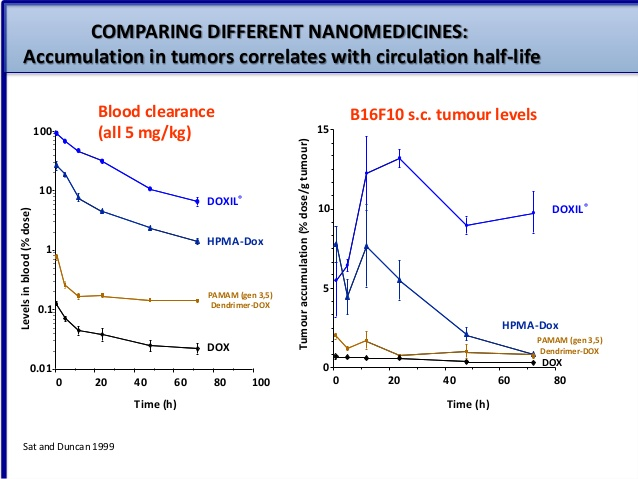 COMPARING DIFFERENT NANOMEDICINES:
Accumulation in tumors correlates with circulation half-life
Blood clearance
(all 5 mg/kg)
Levels in blood (% dose)
100
10
1
0.1
0.01
DOXIL®
HPMA-Dox
PAMAM (gen 3,5)
Dendrimer-DOX
DOX
0 20 40 60 80 100
Time (h)
B16F10 s.c. tumour levels
Tumour accumulation (% dose/g tumour)
15
10
5
0
DOXIL®
HPMA-Dox
PAMAM (gen 3,5)
Dendrimer-DOX
DOX
0 20 40 60 80
Time (h)
Sat and Duncan 1999